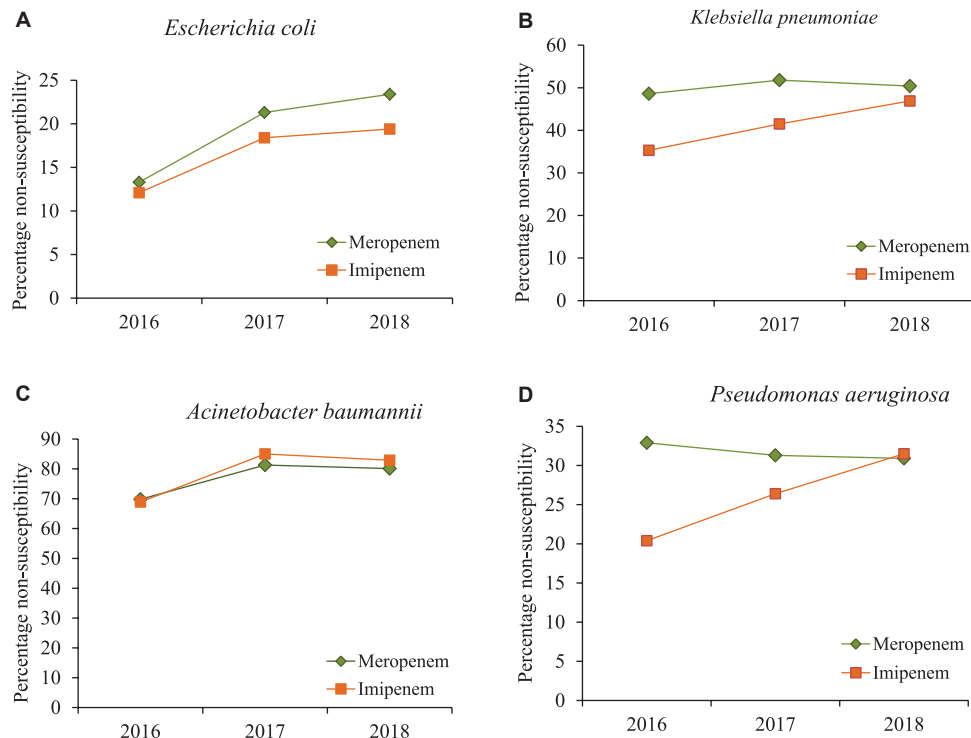 A
Escherichia coli
Percentage non-susceptibility
25
20
15
10
5
0
Meropenem
Imipenem
2016 2017 2018
B
Klebsiella pneumoniae
Percentage non-susceptibility
60
50
40
30
20
10
0
Meropenem
Imipenem
2016 2017 2018
C
Acinetobacter baumannii
Percentage non-susceptibility
90
80
70
60
50
40
30
20
10
0
Meropenem
Imipenem
2016 2017 2018
D
Pseudomonas aeruginosa
Percentage non-susceptibility
35
30
25
20
15
10
5
0
Meropenem
Imipenem
2016 2017 2018